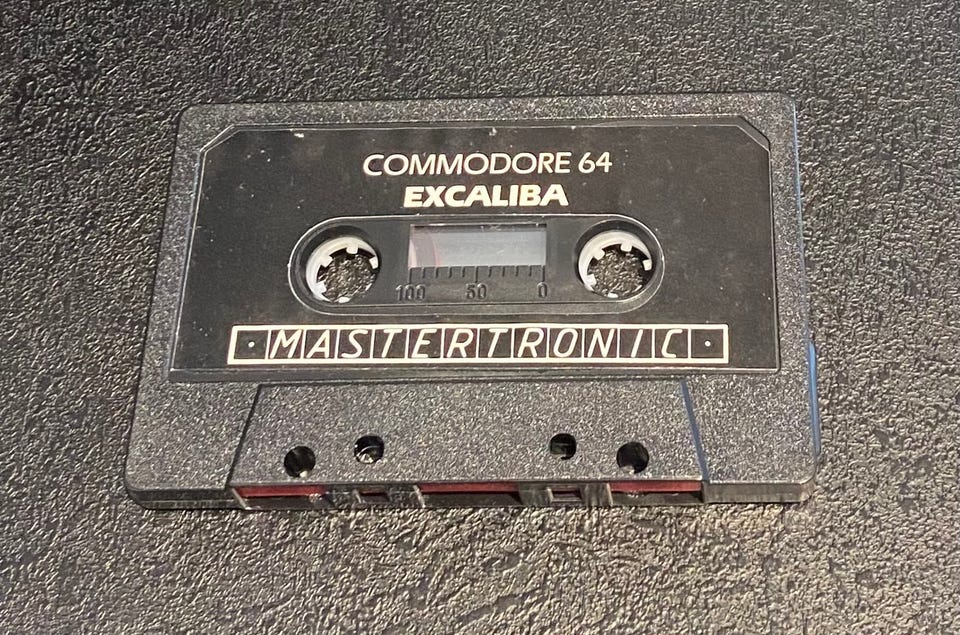 COMMODORE 64
EXCALIBA
100 50 0
·MASTERTRONIC·